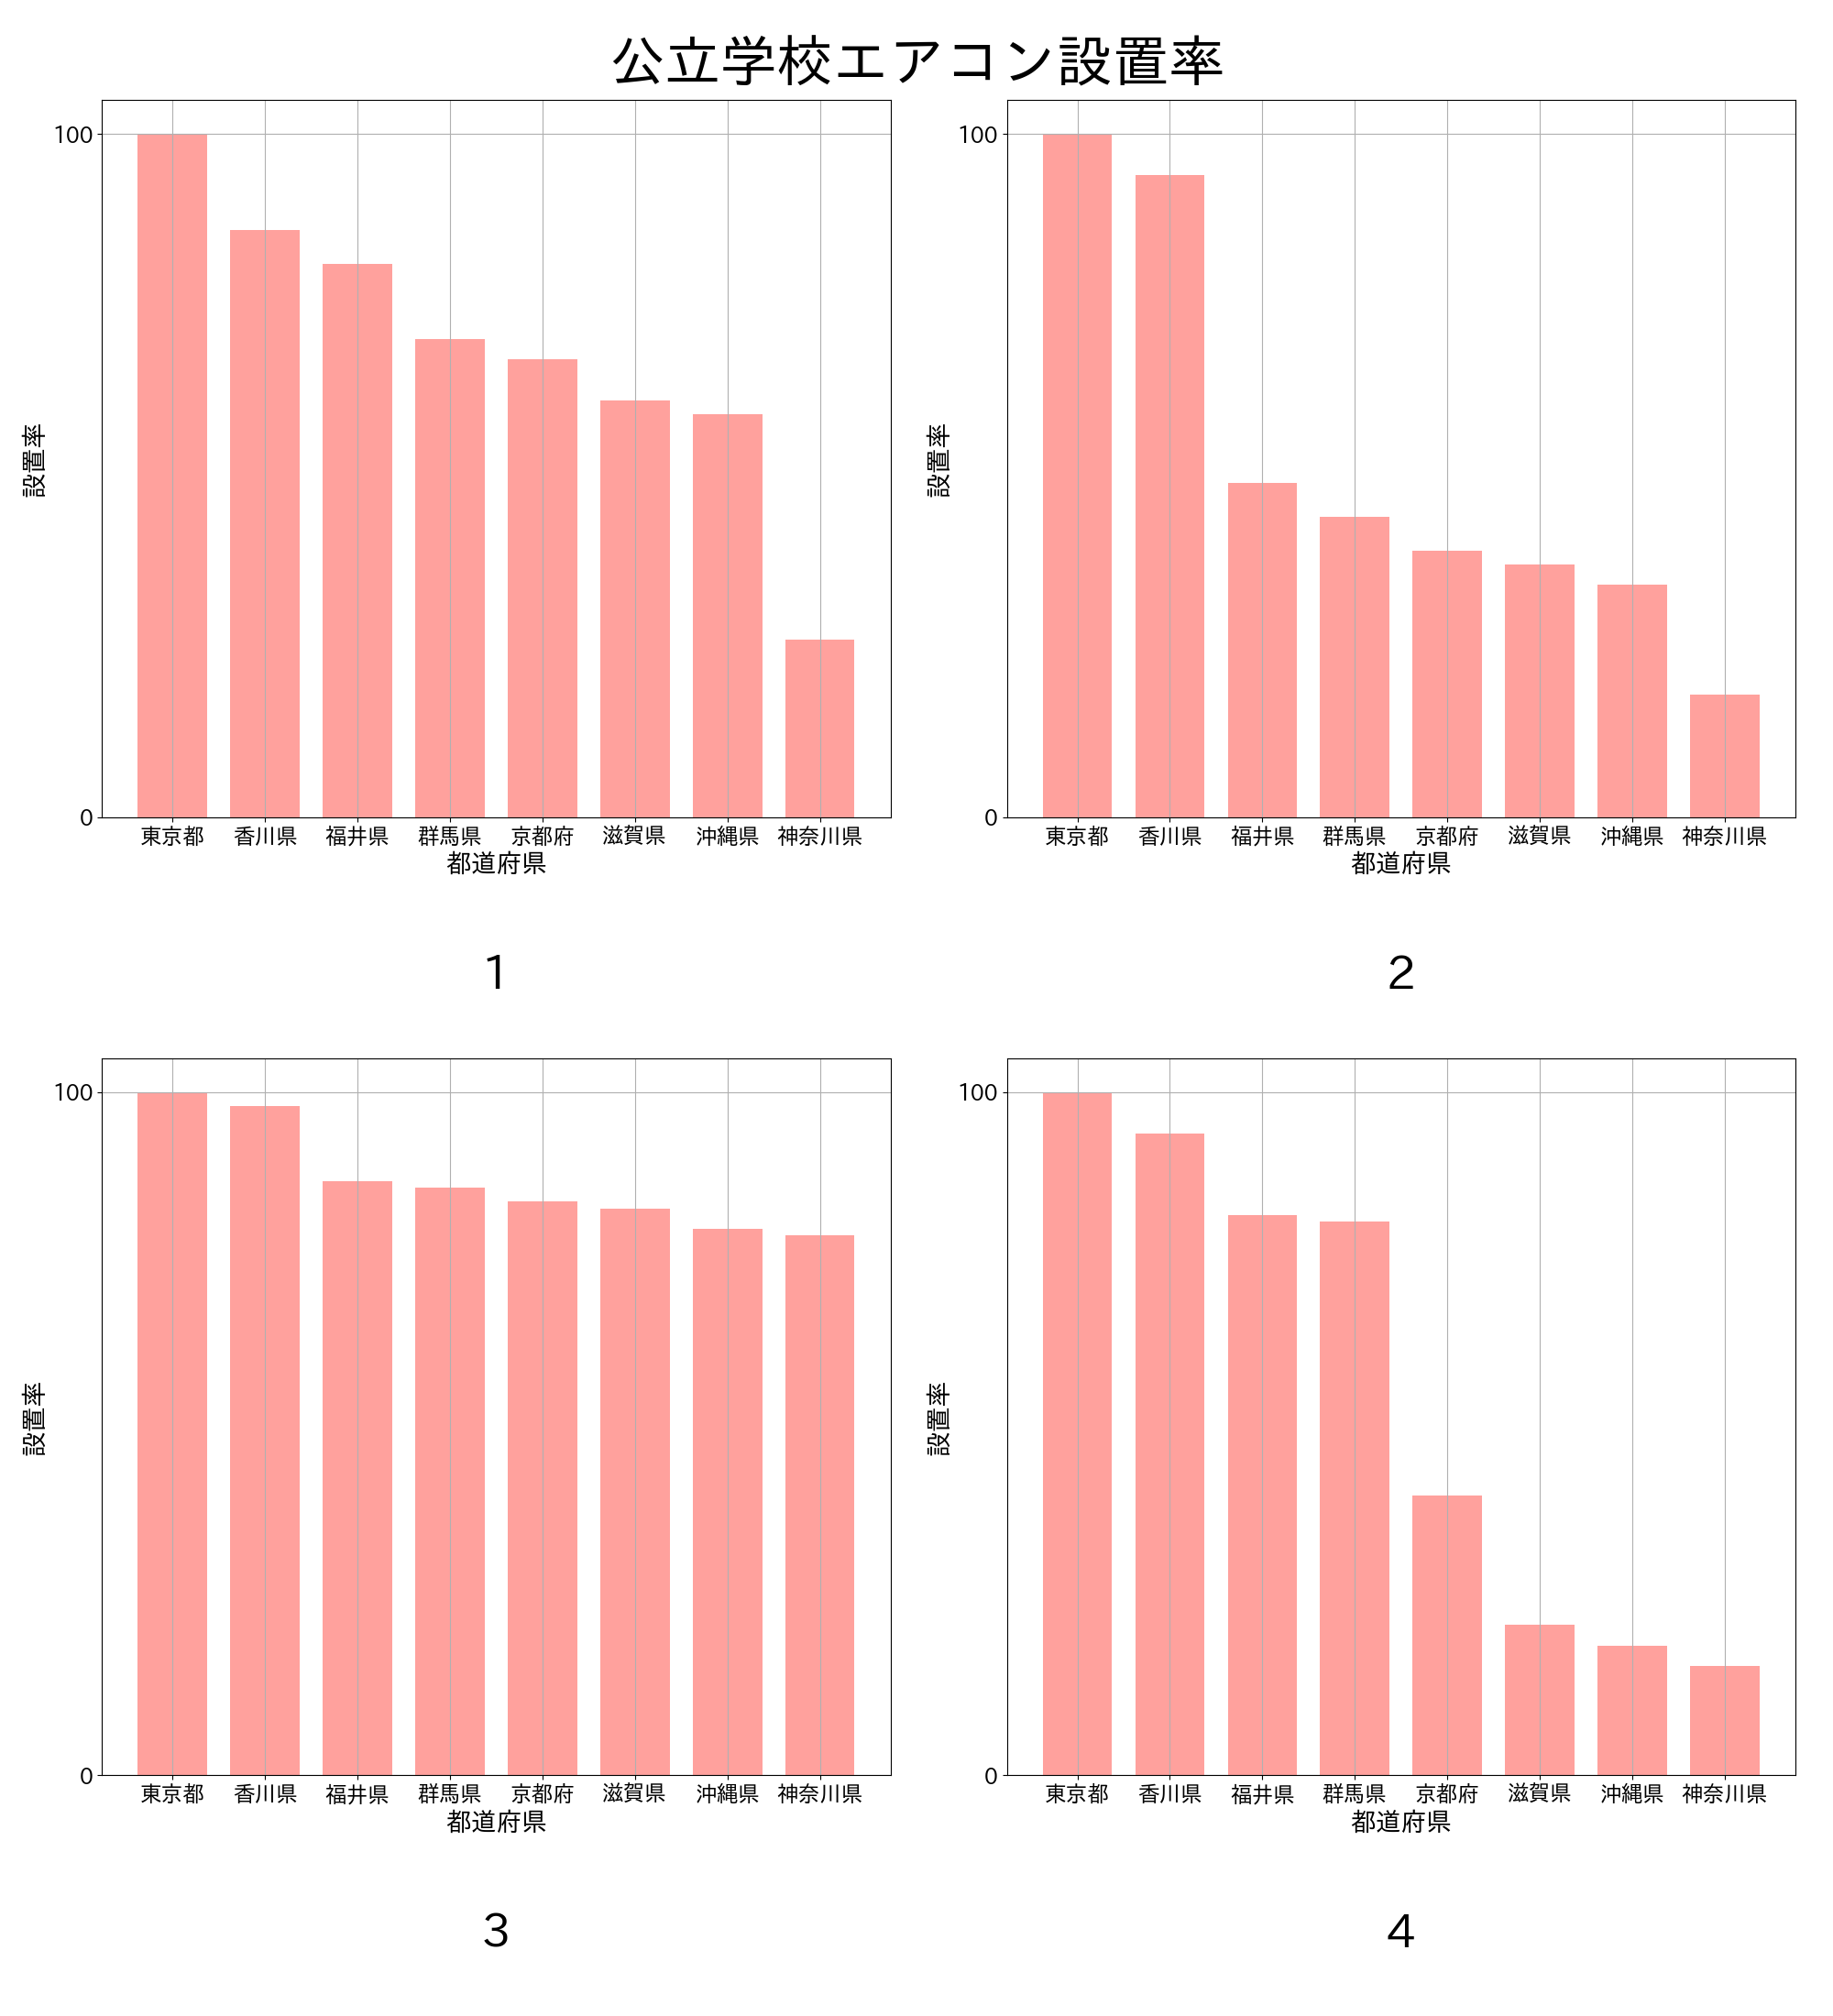 公立学校エアコン設置率
100
0
設置率
東京都 香川県 福井県 群馬県 京都府 滋賀県 沖縄県 神奈川県
都道府県
1
100
0
設置率
東京都 香川県 福井県 群馬県 京都府 滋賀県 沖縄県 神奈川県
都道府県
2
100
0
設置率
東京都 香川県 福井県 群馬県 京都府 滋賀県 沖縄県 神奈川県
都道府県
3
100
0
設置率
東京都 香川県 福井県 群馬県 京都府 滋賀県 沖縄県 神奈川県
都道府県
4